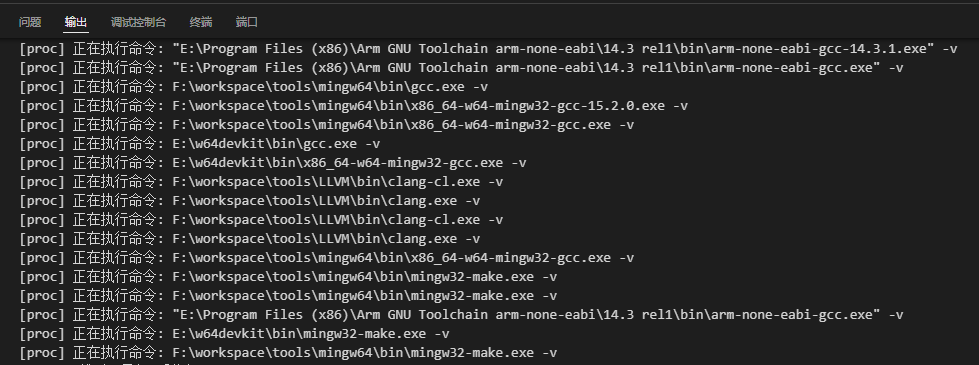 问题 输出 调试控制台 终端 端口
[proc] 正在执行命令: "E:\Program Files (x86)\Arm GNU Toolchain arm-none-eabi\14.3 rel1\bin\arm-none-eabi-gcc-14.3.1.exe" -v
[proc] 正在执行命令: "E:\Program Files (x86)\Arm GNU Toolchain arm-none-eabi\14.3 rel1\bin\arm-none-eabi-gcc.exe" -v
[proc] 正在执行命令: F:\workspace\tools\mingw64\bin\gcc.exe -v
[proc] 正在执行命令: F:\workspace\tools\mingw64\bin\x86_64-w64-mingw32-gcc-15.2.0.exe -v
[proc] 正在执行命令: F:\workspace\tools\mingw64\bin\x86_64-w64-mingw32-gcc.exe -v
[proc] 正在执行命令: E:\w64devkit\bin\gcc.exe -v
[proc] 正在执行命令: E:\w64devkit\bin\x86_64-w64-mingw32-gcc.exe -v
[proc] 正在执行命令: F:\workspace\tools\LLVM\bin\clang-cl.exe -v
[proc] 正在执行命令: F:\workspace\tools\LLVM\bin\clang.exe -v
[proc] 正在执行命令: F:\workspace\tools\LLVM\bin\clang-cl.exe -v
[proc] 正在执行命令: F:\workspace\tools\LLVM\bin\clang.exe -v
[proc] 正在执行命令: F:\workspace\tools\mingw64\bin\x86_64-w64-mingw32-gcc.exe -v
[proc] 正在执行命令: F:\workspace\tools\mingw64\bin\mingw32-make.exe -v
[proc] 正在执行命令: F:\workspace\tools\mingw64\bin\mingw32-make.exe -v
[proc] 正在执行命令: "E:\Program Files (x86)\Arm GNU Toolchain arm-none-eabi\14.3 rel1\bin\arm-none-eabi-gcc.exe" -v
[proc] 正在执行命令: E:\w64devkit\bin\mingw32-make.exe -v
[proc] 正在执行命令: F:\workspace\tools\mingw64\bin\mingw32-make.exe -v